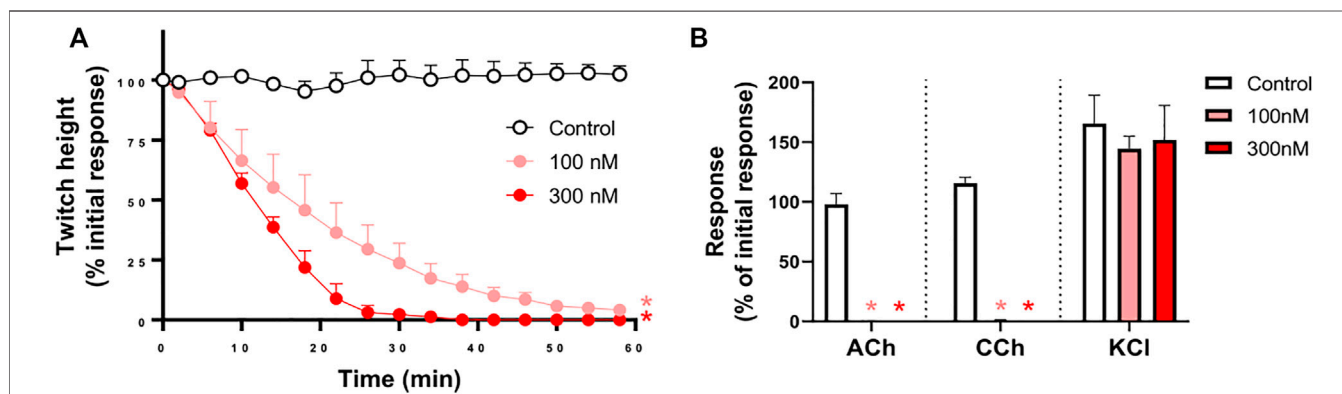 A
Twitch height
(% initial response)
100
75
50
25
0
0 10 20 30 40 50 60
Time (min)
Control
100 nM
300 nM
*
*
B
Response
(% of initial response)
200
150
100
50
0
* *
* *
ACh CCh KCl
Control
100nM
300nM